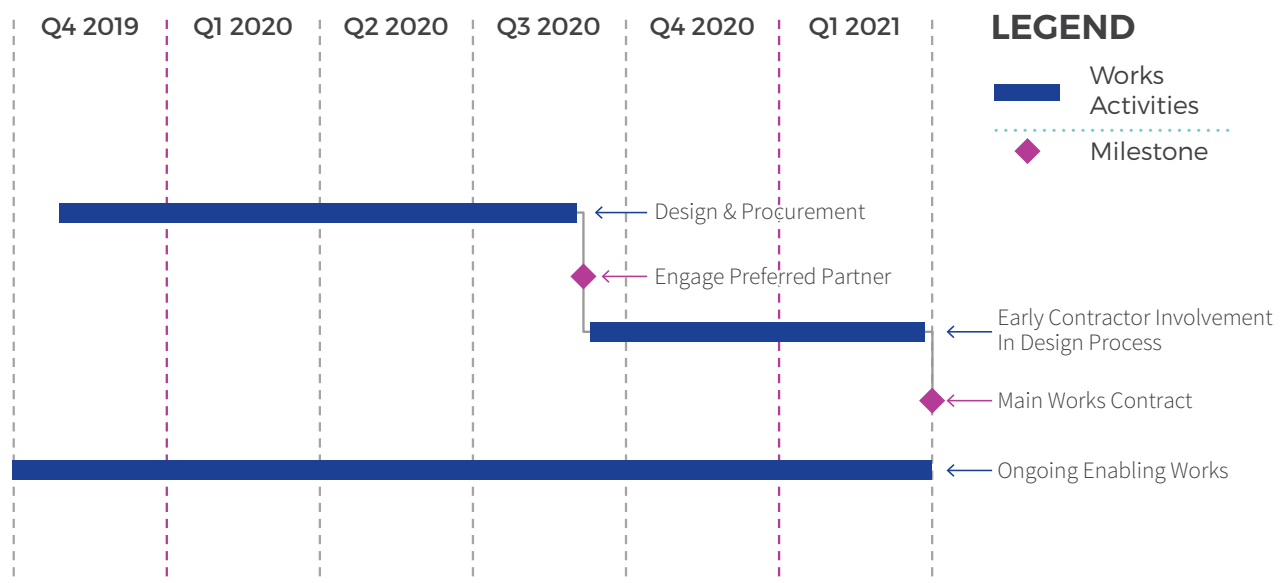 Q4 2019
Q1 2020
Q2 2020
Q3 2020
Q4 2020
Q1 2021
LEGEND
Works
Activities
Milestone
Design & Procurement
Engage Preferred Partner
Early Contractor Involvement
In Design Process
Main Works Contract
Ongoing Enabling Works